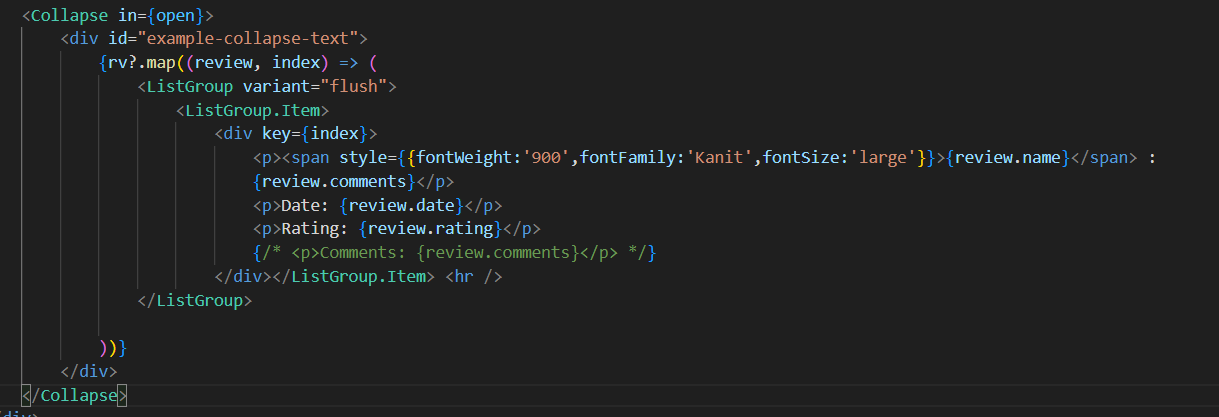 <Collapse in={open}>
<div id="example-collapse-text">
{rv?.map((review, index) => (
<ListGroup variant="flush">
<ListGroup.Item>
<div key={index}>
<p><span style={{fontWeight:'900',fontFamily:'Kanit',fontSize:'large'}}>{review.name}</span> :
{review.comments}</p>
<p>Date: {review.date}</p>
<p>Rating: {review.rating}</p>
{/* <p>Comments: {review.comments}</p> */}
</div></ListGroup.Item> <hr />
</ListGroup>
))}
</div>
</Collapse>